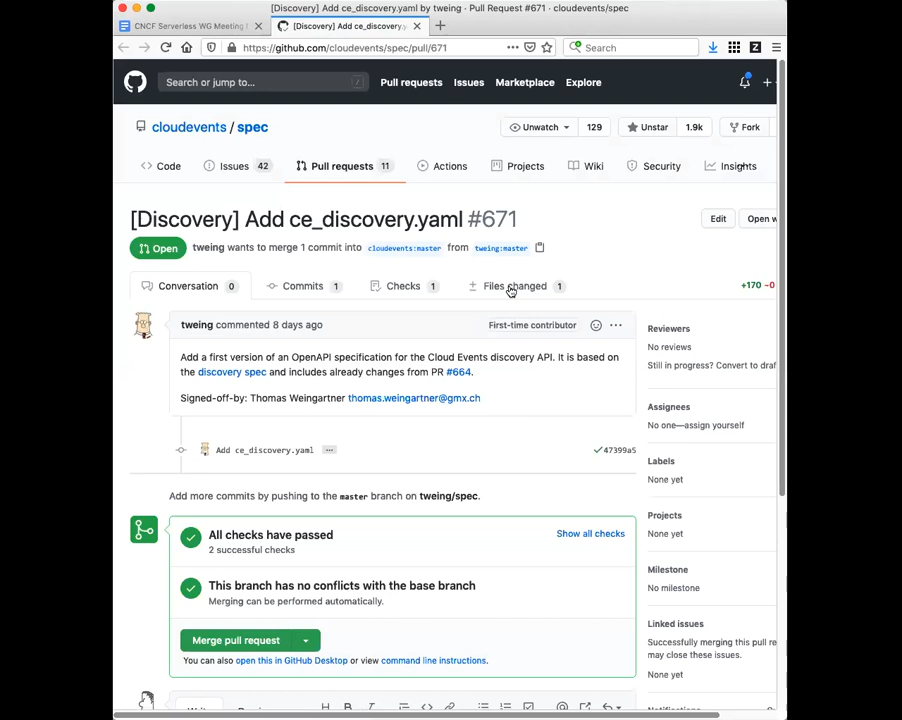 [Discovery] Add ce_discovery.yaml by tweing · Pull Request #671 · cloudevents/spec
CNCF Serverless WG Meeting
[Discovery] Add ce_discovery.yaml
https://github.com/cloudevents/spec/pull/671
Search
Search or jump to...
/
Pull requests
Issues
Marketplace
Explore
cloudevents / spec
Unwatch
129
Unstar
1.9k
Fork
Code
Issues 42
Pull requests 11
Actions
Projects
Wiki
Security
Insights
[Discovery] Add ce_discovery.yaml #671
Edit
Open w
Open
tweing wants to merge 1 commit into cloudevents:master from tweing:master
Conversation 0
Commits 1
Checks 1
Files changed 1
+170 −0
tweing commented 8 days ago
First-time contributor
Add a first version of an OpenAPI specification for the Cloud Events discovery API. It is based on
the discovery spec and includes already changes from PR #664.
Signed-off-by: Thomas Weingartner thomas.weingartner@gmx.ch
Add ce_discovery.yaml
47399a5
Add more commits by pushing to the master branch on tweing/spec.
All checks have passed
2 successful checks
Show all checks
This branch has no conflicts with the base branch
Merging can be performed automatically.
Merge pull request
You can also open this in GitHub Desktop or view command line instructions.
Reviewers
No reviews
Still in progress? Convert to draf
Assignees
No one—assign yourself
Labels
None yet
Projects
None yet
Milestone
No milestone
Linked issues
Successfully merging this pull re
may close these issues.
None yet